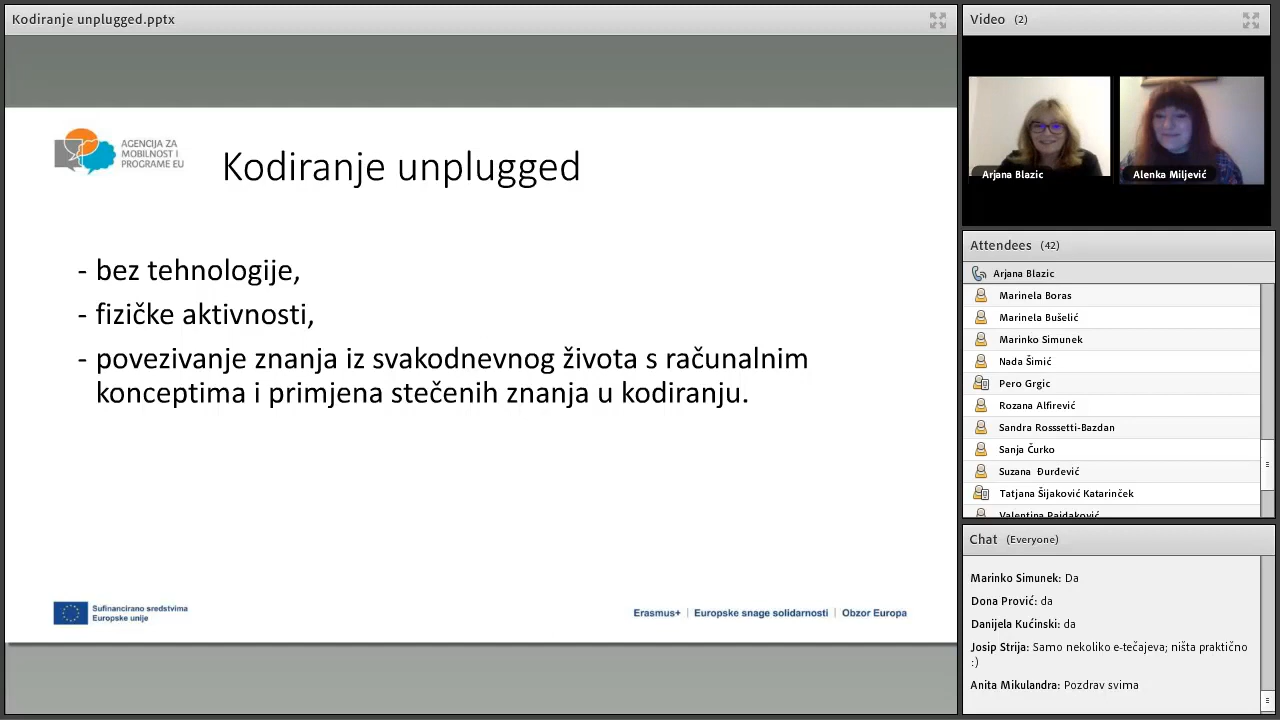 Kodiranje unplugged.pptx
AGENCIJA ZA
MOBILNOST I
PROGRAME EU
Kodiranje unplugged
- bez tehnologije,
- fizičke aktivnosti,
- povezivanje znanja iz svakodnevnog života s računalnim
konceptima i primjena stečenih znanja u kodiranju.
Sufinancirano sredstvima
Europske unije
Erasmus+ | Europske snage solidarnosti | Obzor Europa
Video (2)
Arjana Blazic
Alenka Miljević
Attendees (42)
Arjana Blazic
Marinela Boras
Marinela Bušelić
Marinko Simunek
Nada Šimić
Pero Grgic
Rozana Alfirević
Sandra Rosssetti-Bazdan
Sanja Čurko
Suzana Đurđević
Tatjana Šijaković Katarinček
Valentina Pajdaković
Chat (Everyone)
Marinko Simunek: Da
Dona Prović: da
Danijela Kućinski: da
Josip Strija: Samo nekoliko e-tečajeva; ništa praktično
:)
Anita Mikulandra: Pozdrav svima